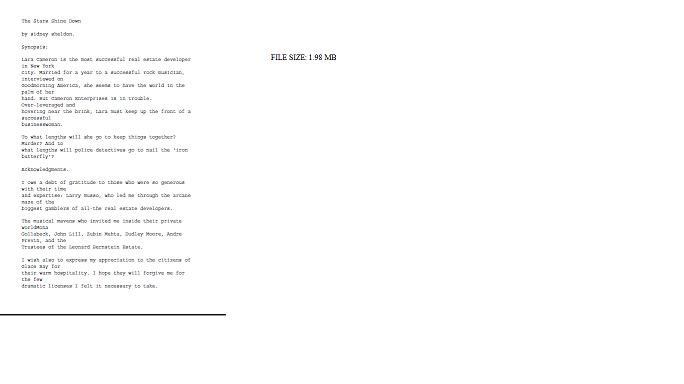 The Stars Shine Down
by sidney sheldon.
Synopsis:
Lara Cameron is the most successful real estate developer
in New York
city. Married for a year to a successful rock musician,
interviewed on
Goodmorning America, she seems to have the world in the
palm of her
hand. But Cameron Enterprises is in trouble.
Over-leveraged and
hovering near the brink, Lara must keep up the front of a
successful
businesswoman.
To what lengths will she go to keep things together?
Murder? And to
what lengths will police detectives go to nail the 'iron
butterfly'?
Acknowledgments.
I owe a debt of gratitude to those who were so generous
with their time
and expertise: Larry Russo, who led me through the arcane
maze of the
biggest gamblers of all-the real estate developers.
The musical mavens who invited me inside their private
worldMona
Gollabeck, John Lill, Zubin Mehta, Dudley Moore, Andre
Previn, and the
Trustees of the Leonard Bernstein Estate.
I wish also to express my appreciation to the citizens of
Glace Bay for
their warm hospitality. I hope they will forgive me for
the few
dramatic licenses I felt it necessary to take.
FILE SIZE: 1.98 MB